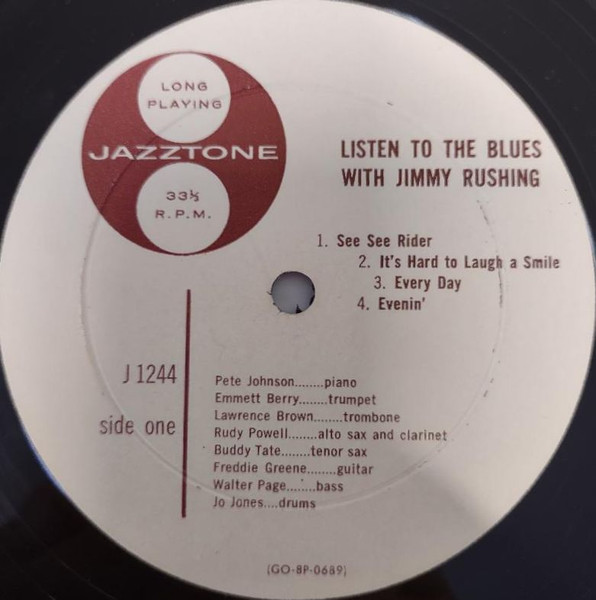 LONG
PLAYING
JAZZTONE
33⅓
R.P.M.
LISTEN TO THE BLUES
WITH JIMMY RUSHING
1. See See Rider
2. It's Hard to Laugh a Smile
3. Every Day
4. Evenin'
J 1244
side one
Pete Johnson........piano
Emmett Berry........trumpet
Lawrence Brown........trombone
Rudy Powell........alto sax and clarinet
Buddy Tate........tenor sax
Freddie Greene.......guitar
Walter Page........bass
Jo Jones....drums
(GO-8P-0689)